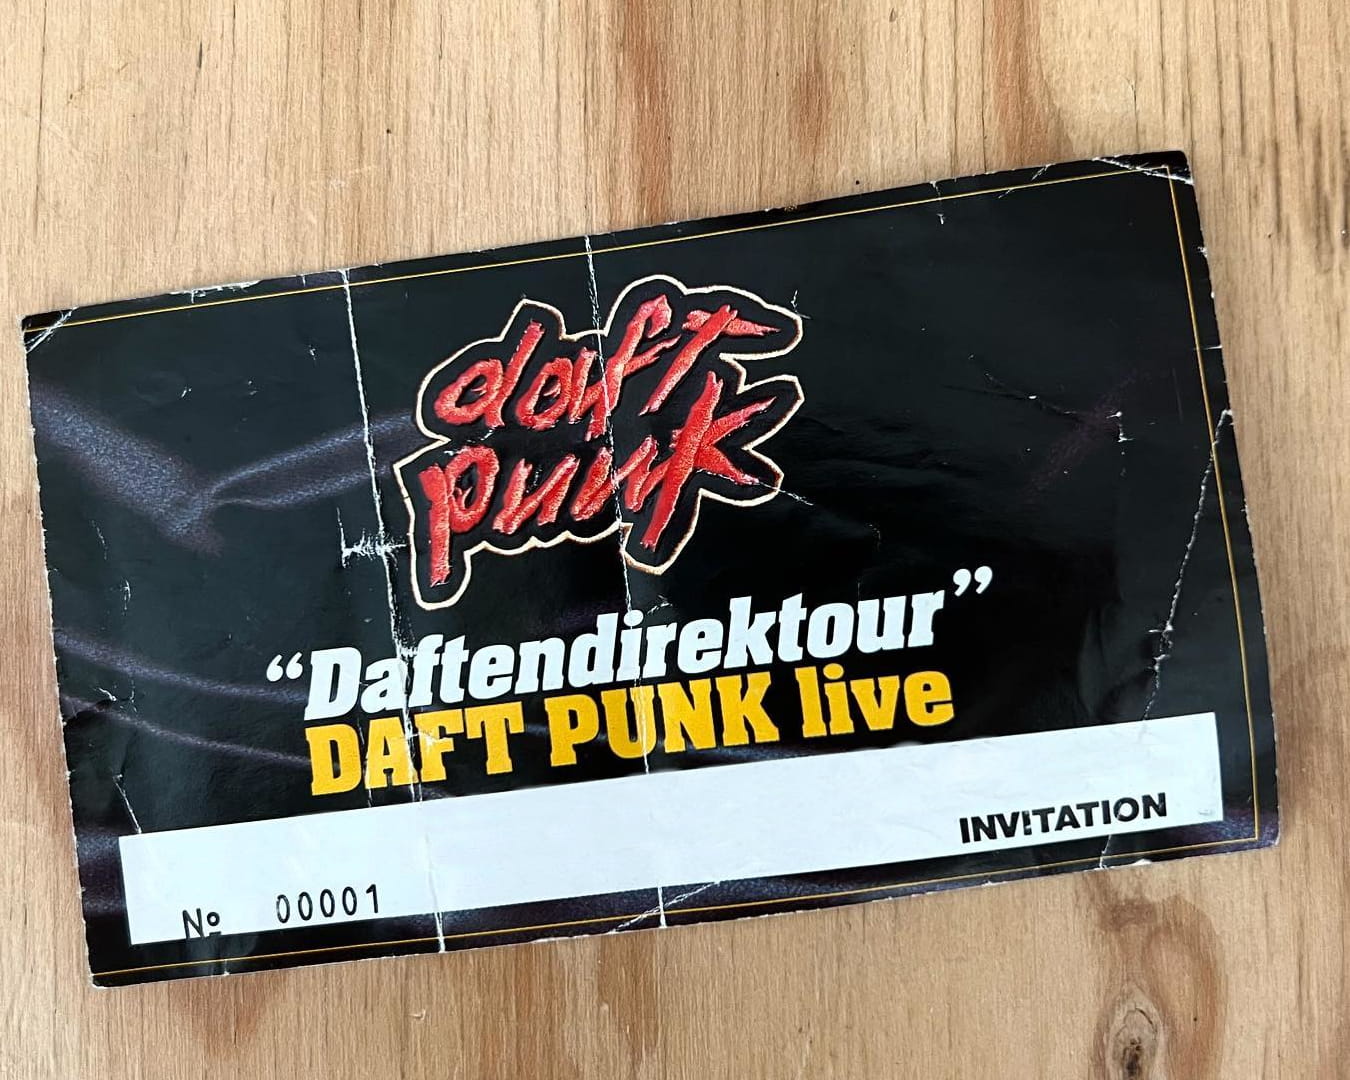 daft
punk
“Daftendirektour”
DAFT PUNK live
INVITATION
Nº 00001